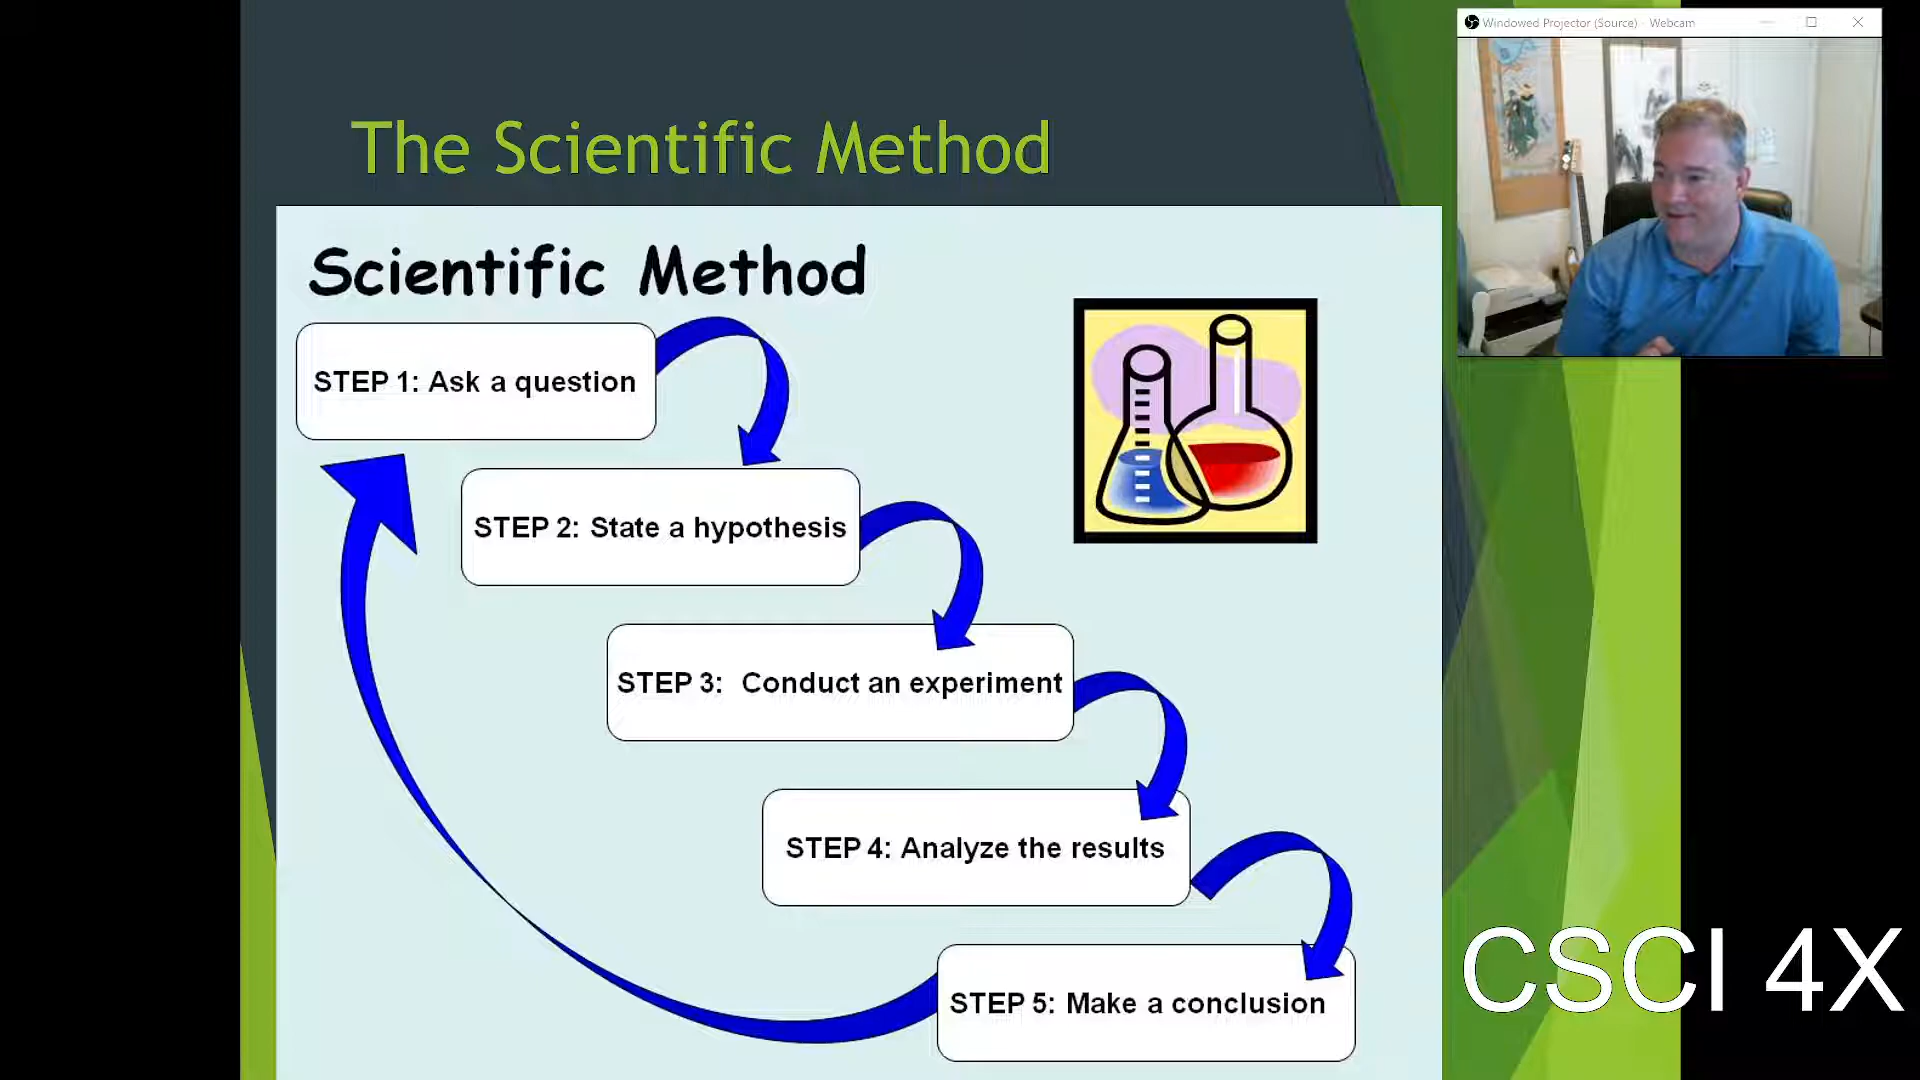 Windowed Projector (Source) - Webcam
The Scientific Method
Scientific Method
STEP 1: Ask a question
STEP 2: State a hypothesis
STEP 3: Conduct an experiment
STEP 4: Analyze the results
STEP 5: Make a conclusion
CSCI 4X